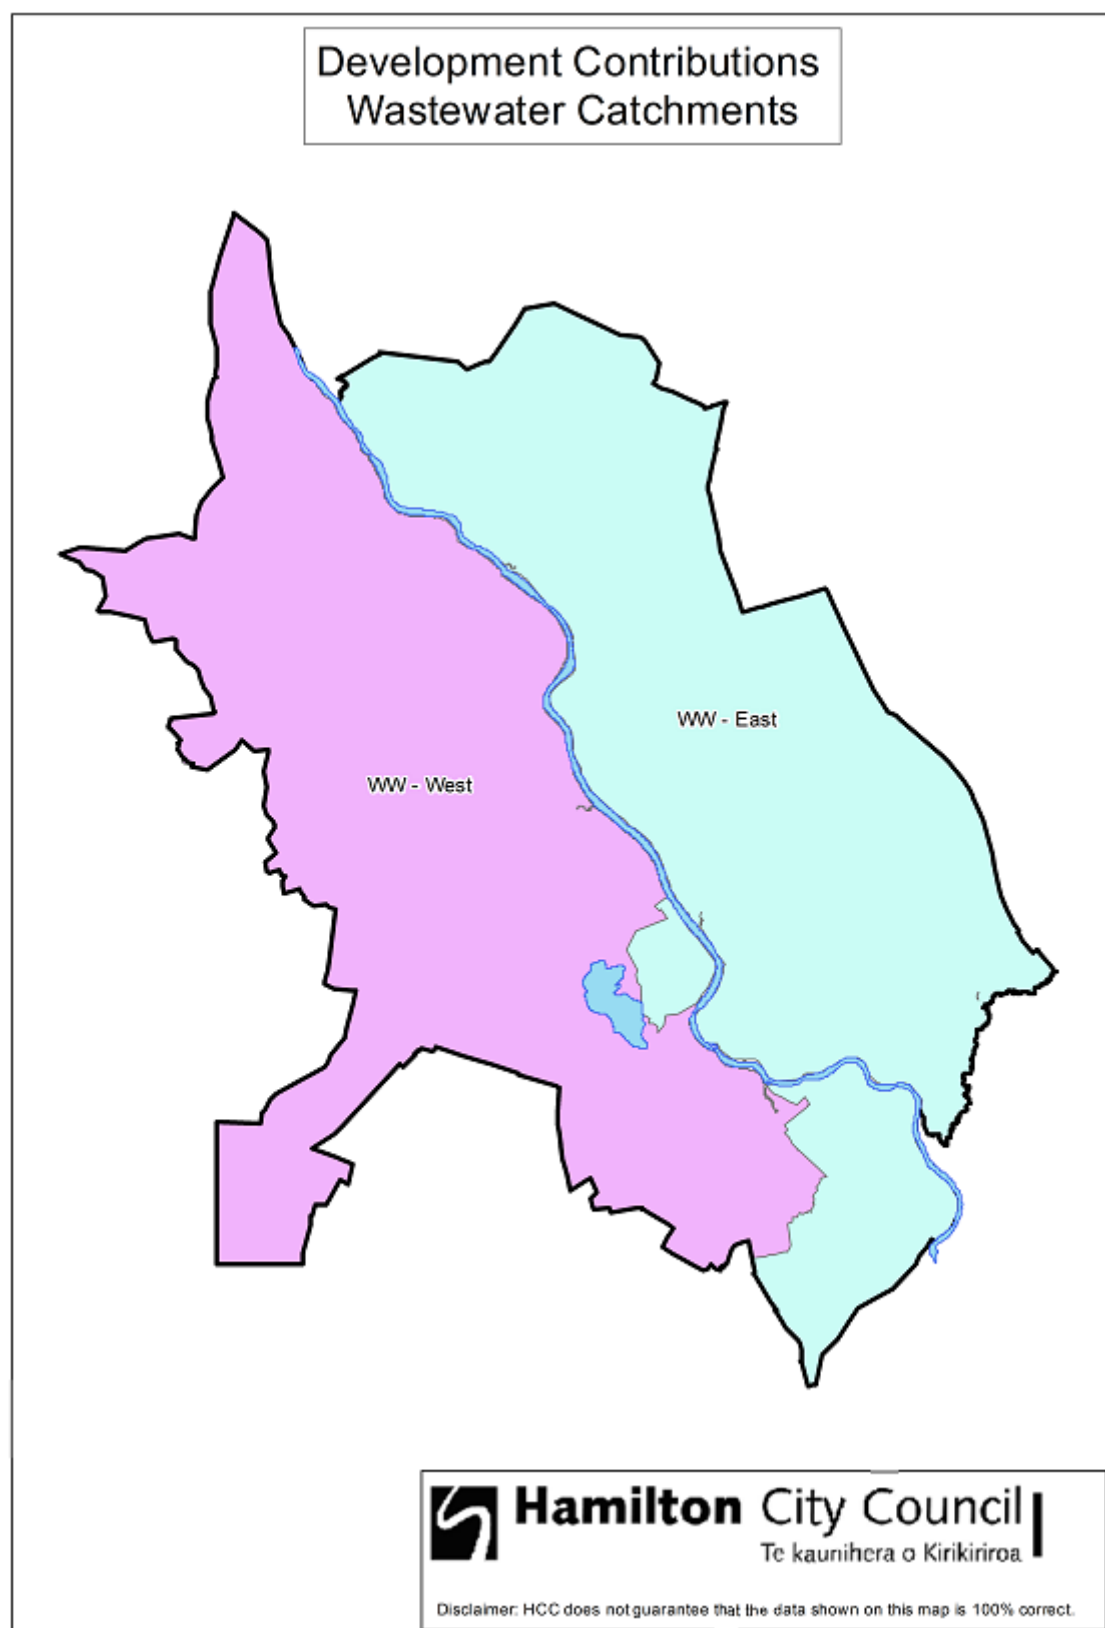 Development Contributions
Wastewater Catchments
WW - East
WW - West
Hamilton City Council
Te kaunihera o Kirikiriroa
Disclaimer: HCC does not guarantee that the data shown on this map is 100% correct.